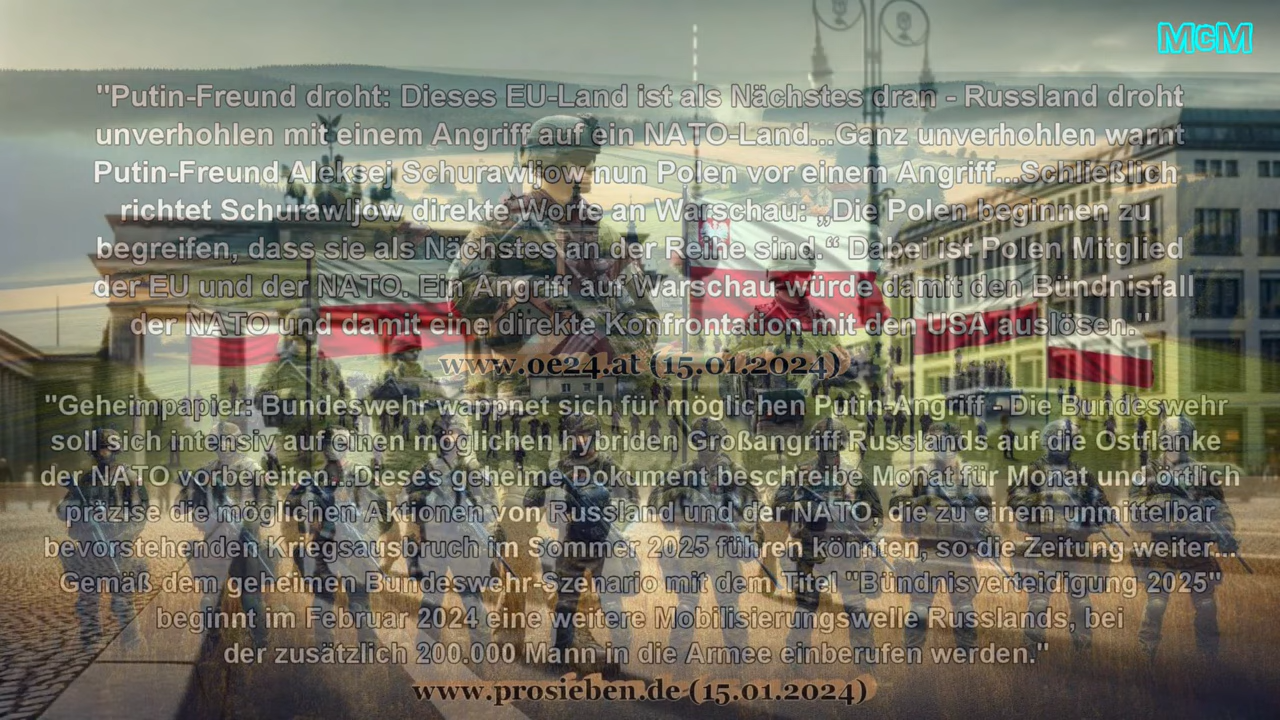 McM
"Putin-Freund droht: Dieses EU-Land ist als Nächstes dran - Russland droht
unverhohlen mit einem Angriff auf ein NATO-Land...Ganz unverhohlen warnt
Putin-Freund Aleksej Schurawljow nun Polen vor einem Angriff...Schließlich
richtet Schurawljow direkte Worte an Warschau: „Die Polen beginnen zu
begreifen, dass sie als Nächstes an der Reihe sind.“ Dabei ist Polen Mitglied
der EU und der NATO. Ein Angriff auf Warschau würde damit den Bündnisfall
der NATO und damit eine direkte Konfrontation mit den USA auslösen."
www.oe24.at (15.01.2024)
"Geheimpapier: Bundeswehr wappnet sich für möglichen Putin-Angriff - Die Bundeswehr
soll sich intensiv auf einen möglichen hybriden Großangriff Russlands auf die Ostflanke
der NATO vorbereiten...Dieses geheime Dokument beschreibe Monat für Monat und örtlich
präzise die möglichen Aktionen von Russland und der NATO, die zu einem unmittelbar
bevorstehenden Kriegsausbruch im Sommer 2025 führen könnten, so die Zeitung weiter...
Gemäß dem geheimen Bundeswehr-Szenario mit dem Titel "Bündnisverteidigung 2025"
beginnt im Februar 2024 eine weitere Mobilisierungswelle Russlands, bei
der zusätzlich 200.000 Mann in die Armee einberufen werden."
www.prosieben.de (15.01.2024)